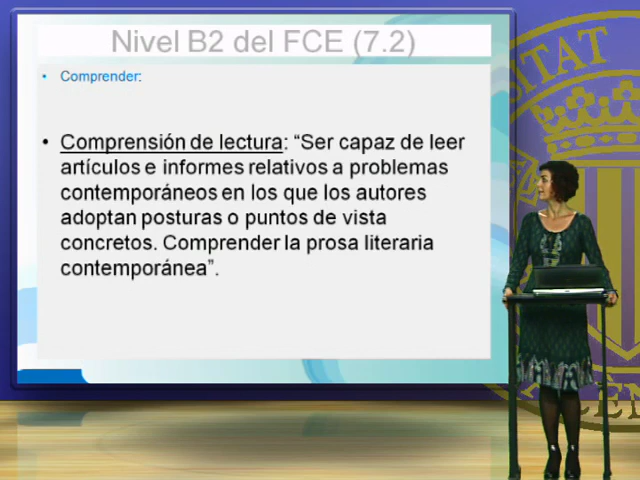 Nivel B2 del FCE (7.2)
• Comprender:
• Comprensión de lectura: “Ser capaz de leer
artículos e informes relativos a problemas
contemporáneos en los que los autores
adoptan posturas o puntos de vista
concretos. Comprender la prosa literaria
contemporánea”.